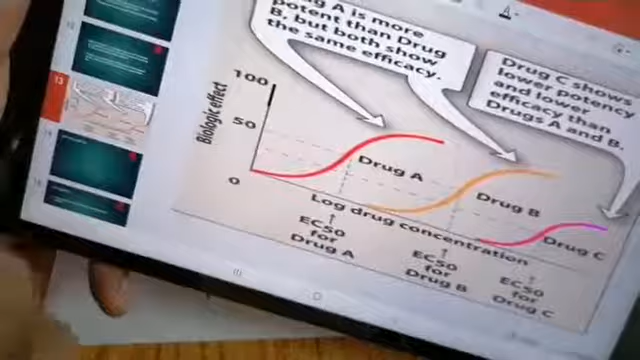 g A is more
potent than Drug
B, but both show
the same efficacy.
Drug C shows
lower potency
and lower
efficacy than
Drugs A and B.
100
Biologic effect
50
0
Drug A
Drug B
Drug C
Log drug concentration
EC50
for
Drug A
EC50
for
Drug B
EC50
for
Drug C
13